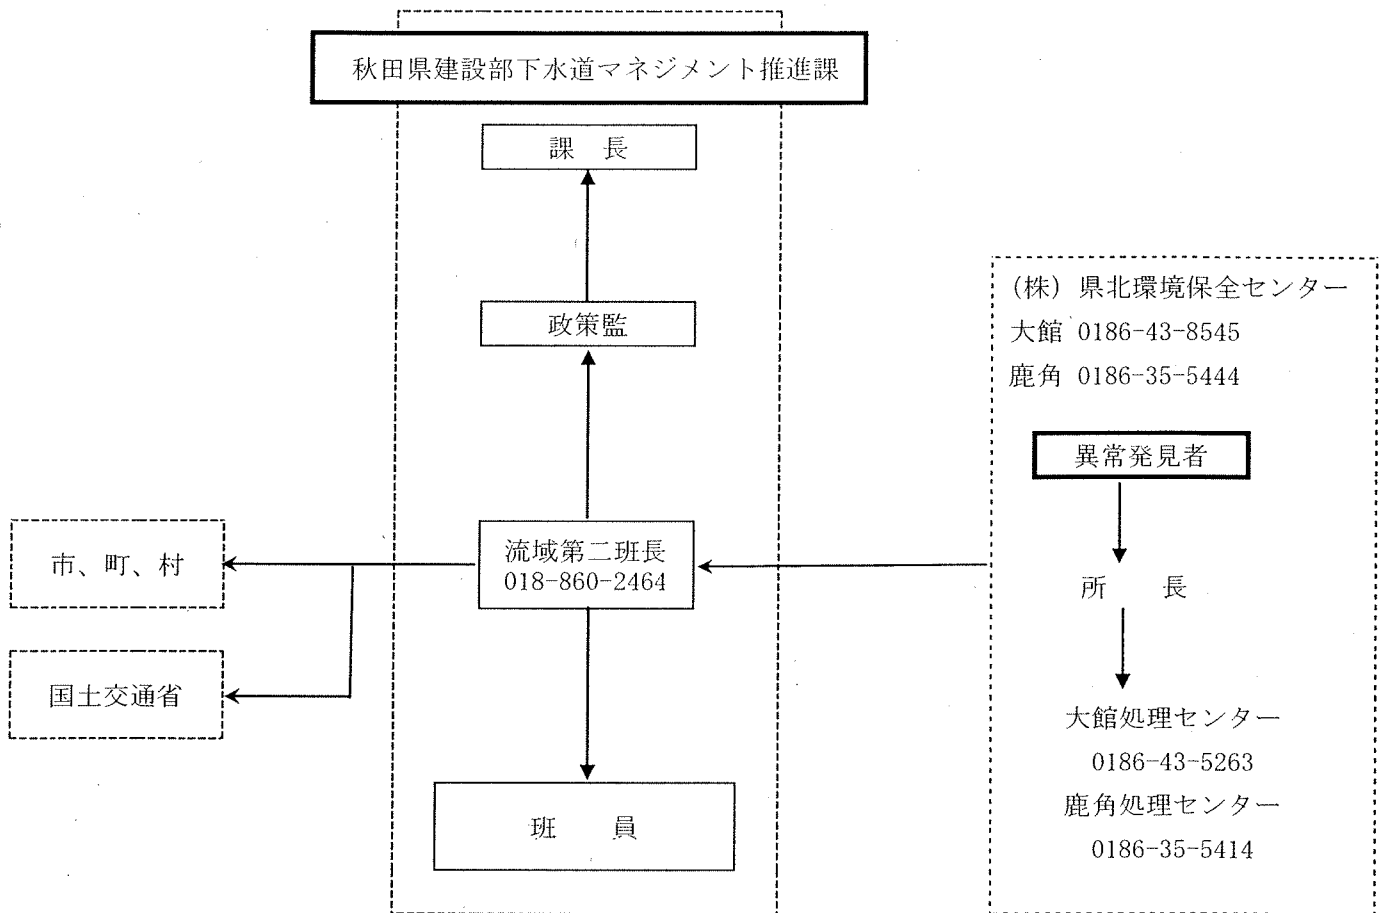 秋田県建設部下水道マネジメント推進課
課　長
政策監
流域第二班長
018-860-2464
班　　員
市、町、村
国土交通省
(株) 県北環境保全センター
大館 0186-43-8545
鹿角 0186-35-5444
異常発見者
所　　長
大館処理センター
0186-43-5263
鹿角処理センター
0186-35-5414